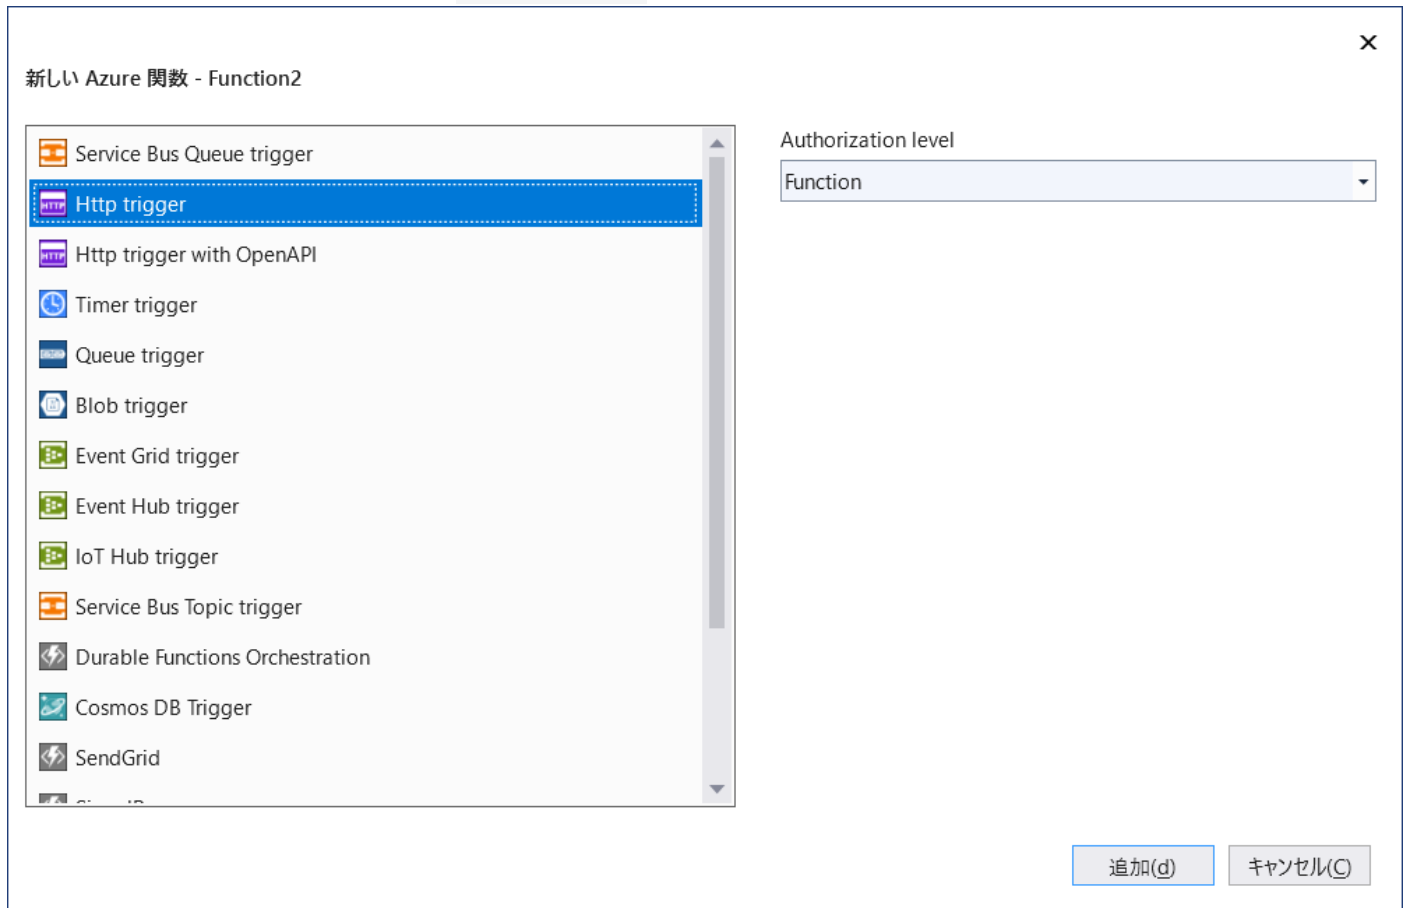 新しい Azure 関数 - Function2
Service Bus Queue trigger
Http trigger
Http trigger with OpenAPI
Timer trigger
Queue trigger
Blob trigger
Event Grid trigger
Event Hub trigger
IoT Hub trigger
Service Bus Topic trigger
Durable Functions Orchestration
Cosmos DB Trigger
SendGrid
Authorization level
Function
追加(d)
キャンセル(C)